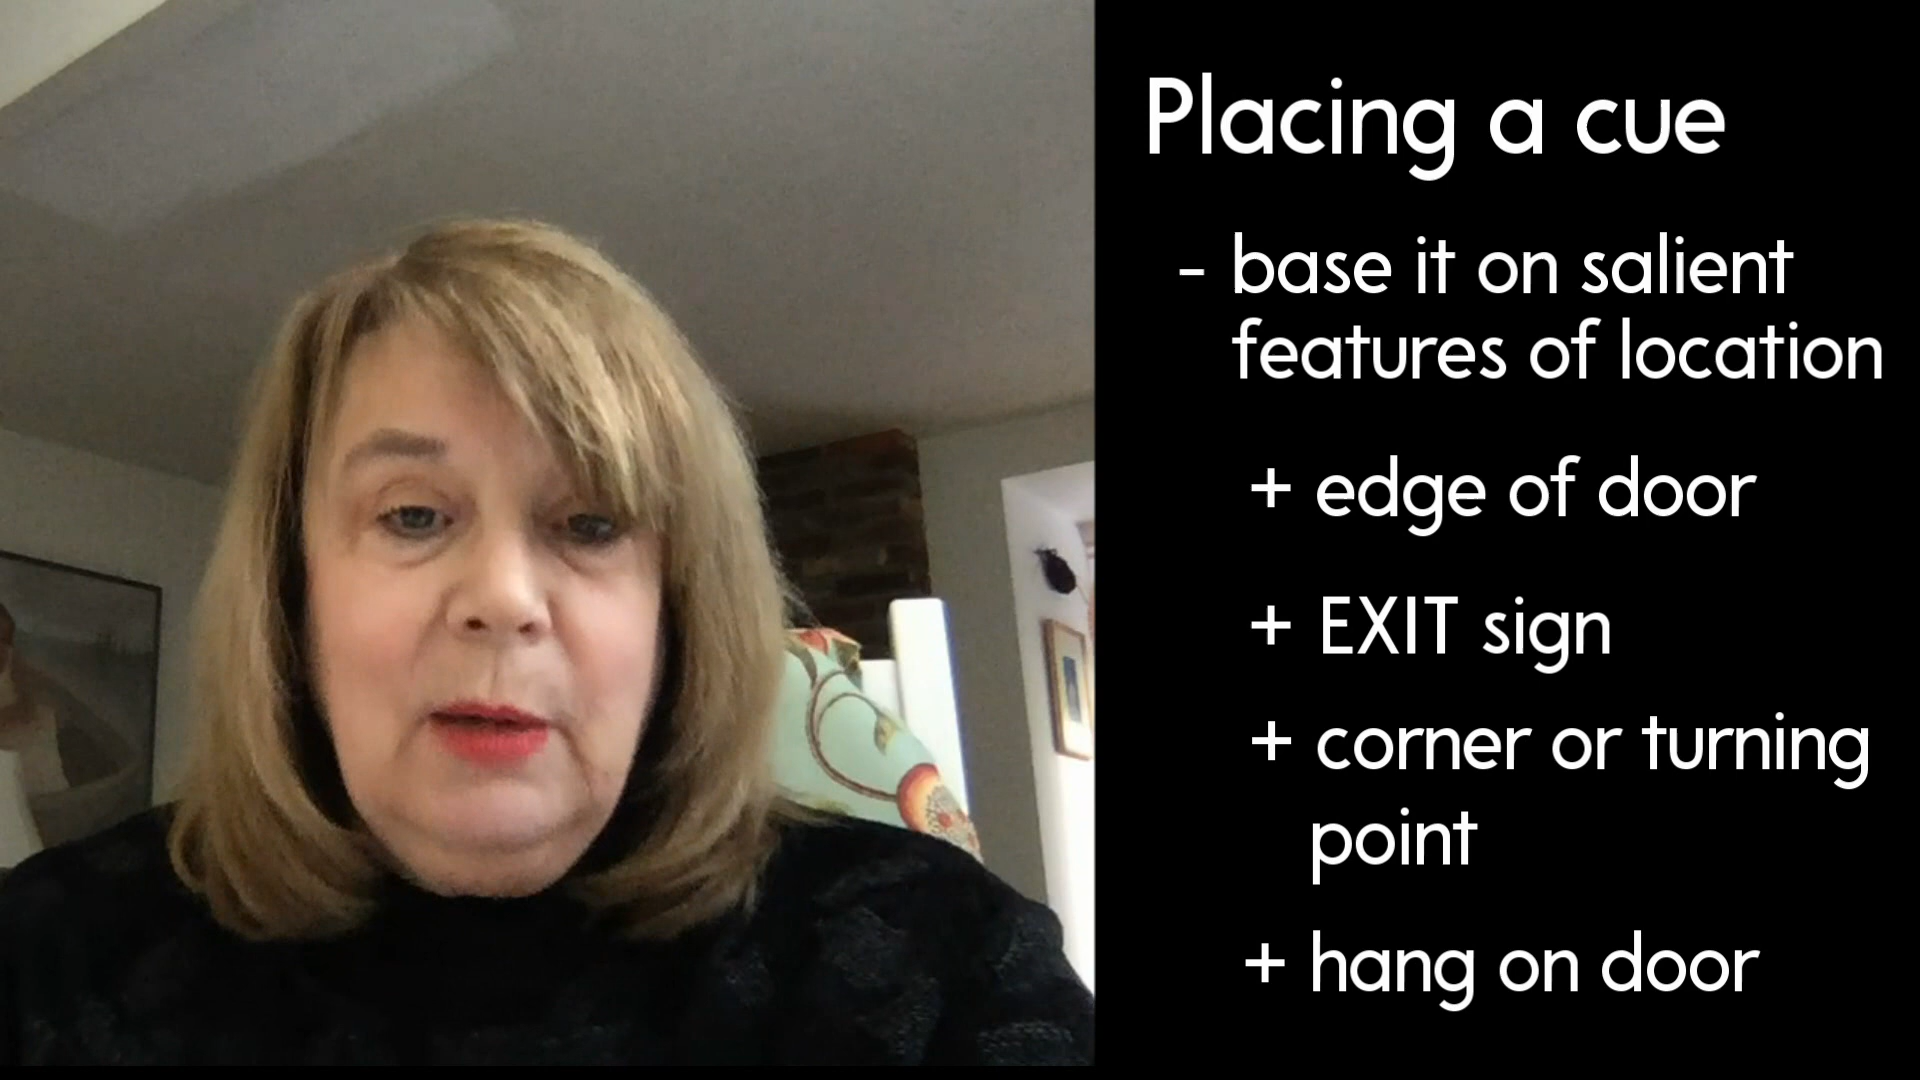 Placing a cue
- base it on salient
features of location
+ edge of door
+ EXIT sign
+ corner or turning
point
+ hang on door